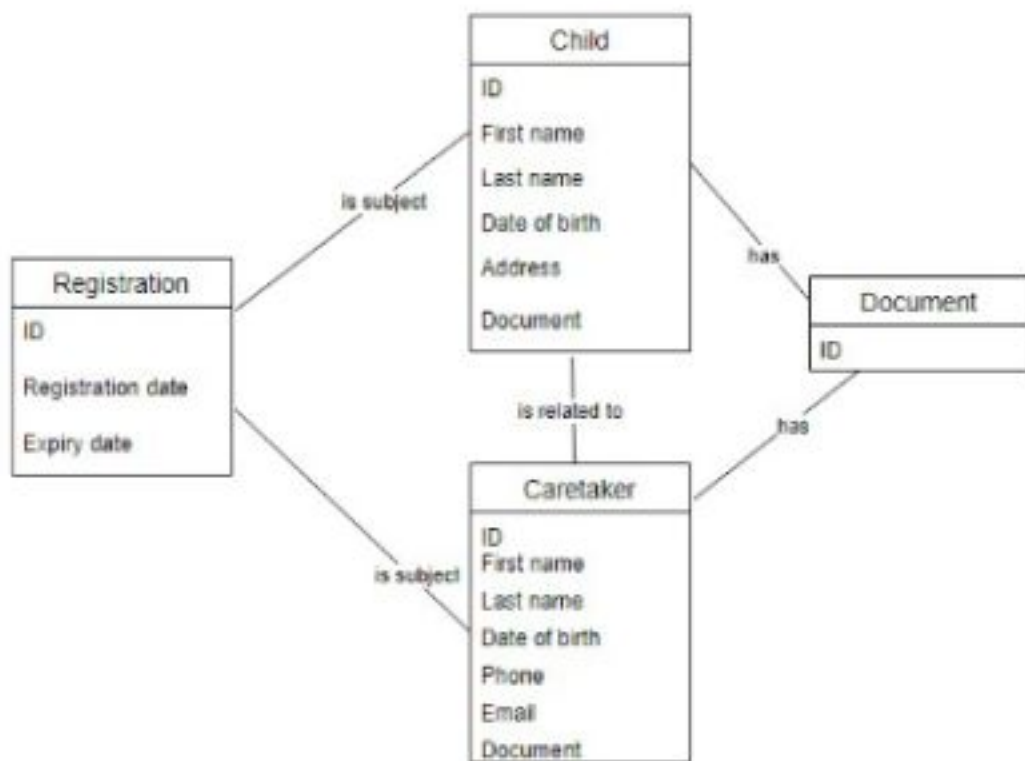 Child
ID
First name
Last name
Date of birth
Address
Document
is subject
has
Registration
ID
Registration date
Expiry date
Document
ID
is related to
has
Caretaker
ID
First name
Last name
Date of birth
Phone
Email
Document
is subject